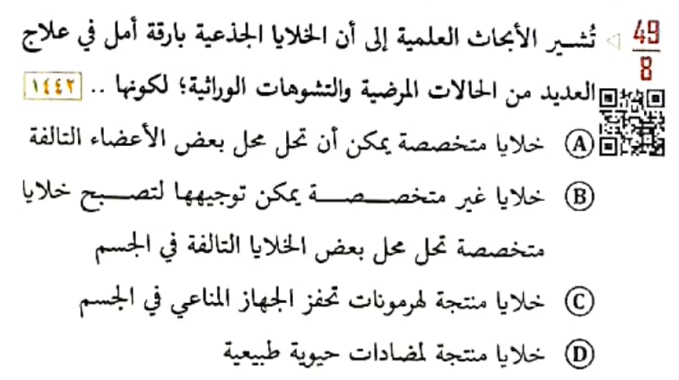 49
8
تُشير الأبحاث العلمية إلى أن الخلايا الجذعية بارقة أمل في علاج
العديد من الحالات المرضية والتشوهات الوراثية؛ لكونها .. ١٤٤٢
A خلايا متخصصة يمكن أن تحل محل بعض الأعضاء التالفة
B خلايا غير متخصصة يمكن توجيهها لتصبح خلايا
متخصصة تحل محل بعض الخلايا التالفة في الجسم
C خلايا منتجة لهرمونات تحفز الجهاز المناعي في الجسم
D خلايا منتجة لمضادات حيوية طبيعية